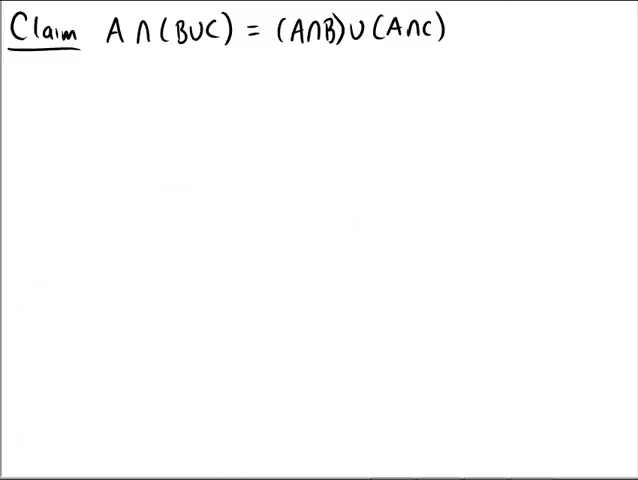 Claim A ∩ (B∪C) = (A∩B)∪(A∩C)